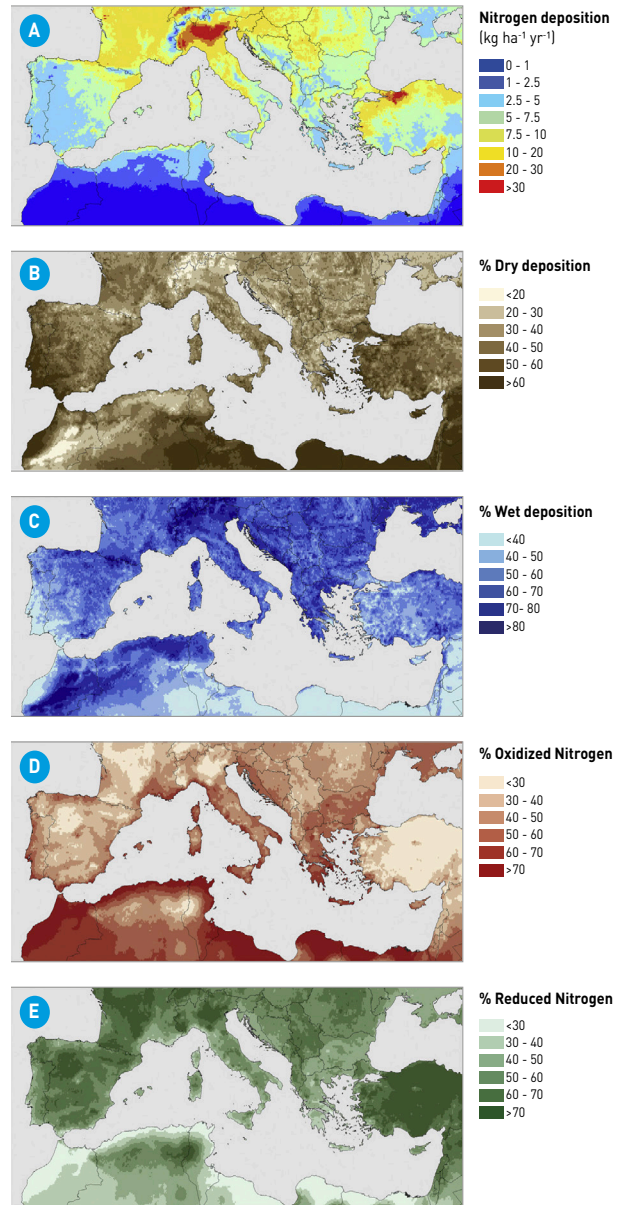 A
Nitrogen deposition
(kg ha⁻¹ yr⁻¹)
0 - 1
1 - 2.5
2.5 - 5
5 - 7.5
7.5 - 10
10 - 20
20 - 30
>30
B
% Dry deposition
<20
20 - 30
30 - 40
40 - 50
50 - 60
>60
C
% Wet deposition
<40
40 - 50
50 - 60
60 - 70
70- 80
>80
D
% Oxidized Nitrogen
<30
30 - 40
40 - 50
50 - 60
60 - 70
>70
E
% Reduced Nitrogen
<30
30 - 40
40 - 50
50 - 60
60 - 70
>70